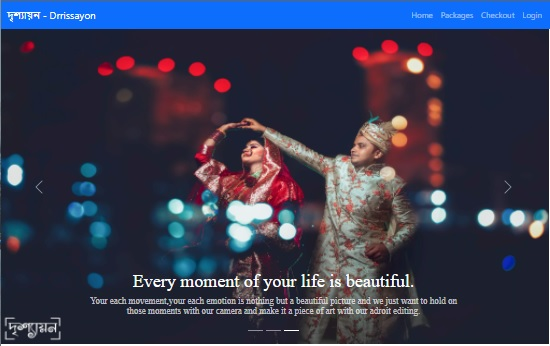 দৃশ্যায়ন - Drrissayon
Home Packages Checkout Login
Every moment of your life is beautiful.
Your each movement,your each emotion is nothing but a beautiful picture and we just want to hold on
those moments with our camera and make it a piece of art with our adroit editing.
দৃশ্যায়ন